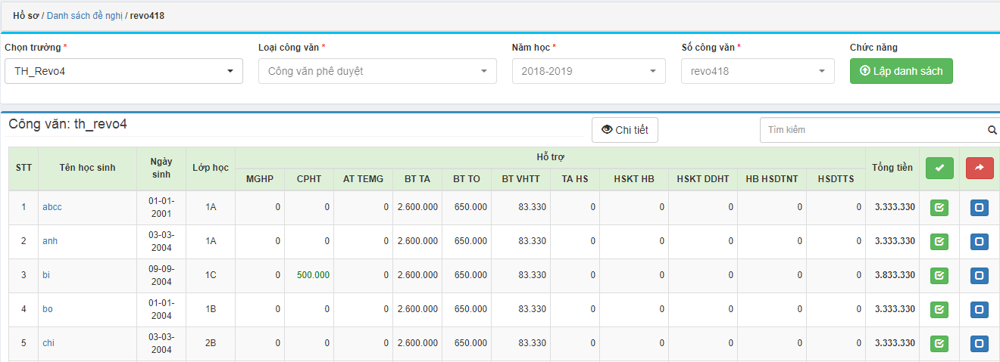 Hồ sơ / Danh sách đề nghị / revo418
Chọn trường * Loại công văn * Năm học * Số công văn * Chức năng
TH_Revo4 Công văn phê duyệt 2018-2019 revo418 Lập danh sách
Công văn: th_revo4 Chi tiết Tìm kiếm
STT Tên học sinh Ngày sinh Lớp học Hỗ trợ Tổng tiền
MGHP CPHT AT TEMG BT TA BT TO BT VHTT TA HS HSKT HB HSKT DDHT HB HSDTNT HSDTTS
1 abcc 01-01-2001 1A 0 0 0 2.600.000 650.000 83.330 0 0 0 0 0 3.333.330
2 anh 03-03-2004 1A 0 0 0 2.600.000 650.000 83.330 0 0 0 0 0 3.333.330
3 bi 09-09-2004 1C 0 500.000 0 2.600.000 650.000 83.330 0 0 0 0 0 3.833.330
4 bo 01-01-2004 1B 0 0 0 2.600.000 650.000 83.330 0 0 0 0 0 3.333.330
5 chi 03-03-2004 2B 0 0 0 2.600.000 650.000 83.330 0 0 0 0 0 3.333.330